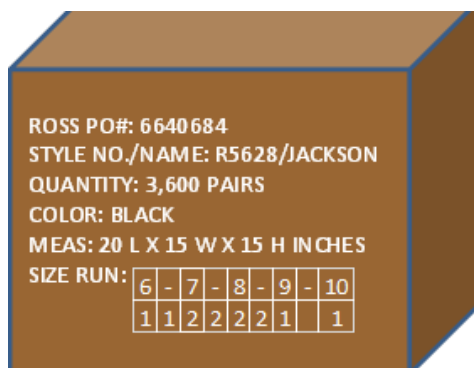 ROSS PO#: 6640684
STYLE NO./NAME: R5628/JACKSON
QUANTITY: 3,600 PAIRS
COLOR: BLACK
MEAS: 20 L X 15 W X 15 H INCHES
SIZE RUN: 6 - 7 - 8 - 9 - 10
1 1 2 2 2 2 1 1